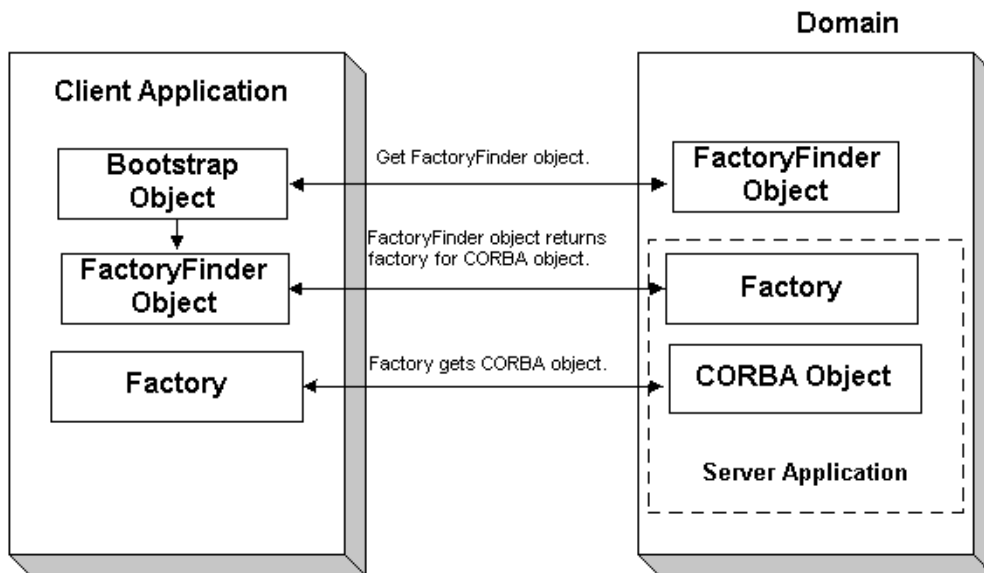 Domain
Client Application
Bootstrap
Object
Get FactoryFinder object.
FactoryFinder
Object
FactoryFinder object returns
factory for CORBA object.
FactoryFinder
Object
Factory
Factory gets CORBA object.
Factory
CORBA Object
Server Application